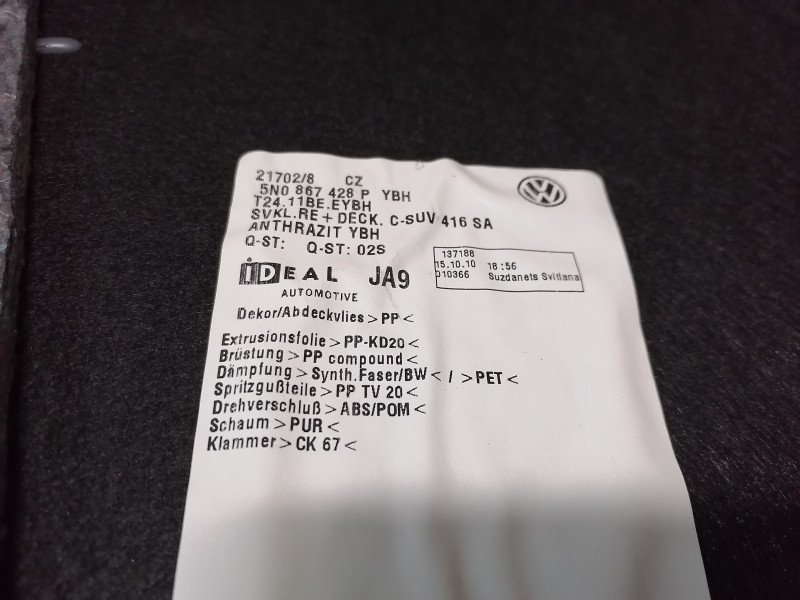 21702/8 CZ
5N0 867 428 P YBH
T24.11BE.EYBH
SVKL.RE+DECK. C-SUV 416 SA
ANTHRAZIT YBH
Q-ST: Q-ST: 02S
iDEAL JA9
AUTOMOTIVE
137188
15.10.10 18:56
010366 Suzdanets Svitlana
Dekor/Abdeckvlies>PP<
Extrusionsfolie>PP-KD20<
Brüstung>PP compound<
Dämpfung>Synth.Faser/BW</>PET<
Spritzgußteile>PP TV 20<
Drehverschluß>ABS/POM<
Schaum>PUR<
Klammer>CK 67<